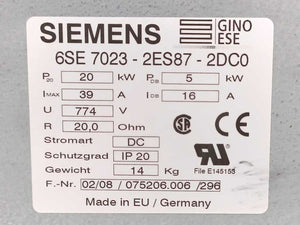 SIEMENS GINO ESE
6SE 7023 - 2ES87 - 2DC0
P20 20 kW PDB 5 kW
IMAX 39 A IDB 16 A
U 774 V
R 20,0 Ohm
Stromart DC
Schutzgrad IP 20
Gewicht 14 Kg File E145155
F.-Nr. 02/08 / 075206.006 /296
Made in EU / Germany